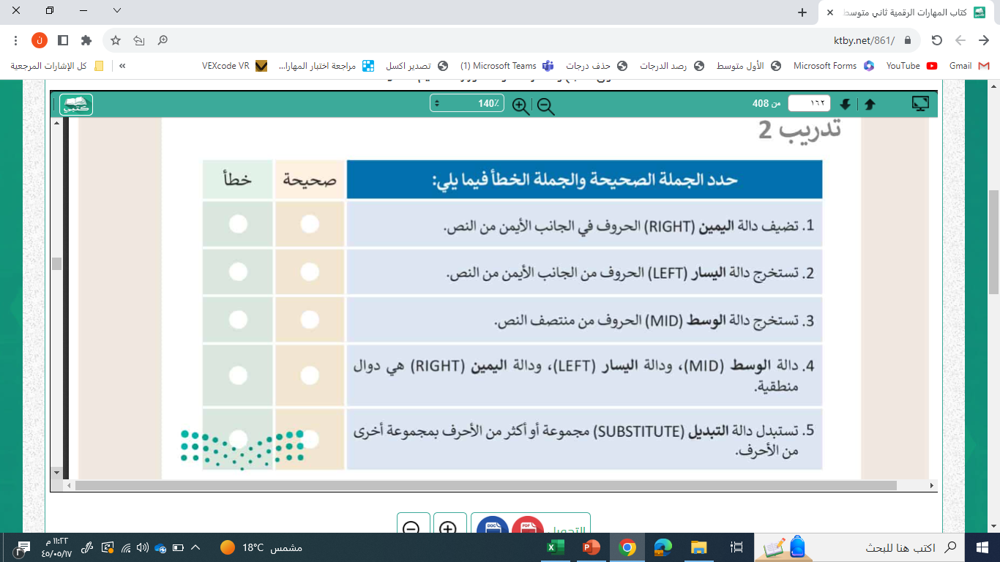 كتاب المهارات الرقمية ثاني متوسط
ktby.net/861/
Gmail
YouTube
Microsoft Forms
الأول متوسط
رصد الدرجات
حذف درجات
Microsoft Teams (1)
تصدير اكسل
مراجعة اختبار المهارا...
VEXcode VR
»
كل الإشارات المرجعية
١٦٢ من 408
140٪
كتبي
تدريب 2
حدد الجملة الصحيحة والجملة الخطأ فيما يلي: صحيحة خطأ
1. تضيف دالة اليمين (RIGHT) الحروف في الجانب الأيمن من النص.
2. تستخرج دالة اليسار (LEFT) الحروف من الجانب الأيمن من النص.
3. تستخرج دالة الوسط (MID) الحروف من منتصف النص.
4. دالة الوسط (MID)، ودالة اليسار (LEFT)، ودالة اليمين (RIGHT) هي دوال
منطقية.
5. تستبدل دالة التبديل (SUBSTITUTE) مجموعة أو أكثر من الأحرف بمجموعة أخرى
من الأحرف.
التحميل
PDF
DOC
اكتب هنا للبحث
18°C مشمس
١١:٢٢ م
٤٥/٠٥/١٧